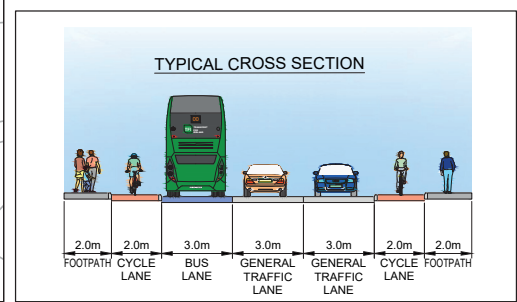 TYPICAL CROSS SECTION
2.0m 2.0m 3.0m 3.0m 3.0m 2.0m 2.0m
FOOTPATH CYCLE BUS GENERAL GENERAL CYCLE FOOTPATH
LANE LANE TRAFFIC TRAFFIC LANE
LANE LANE